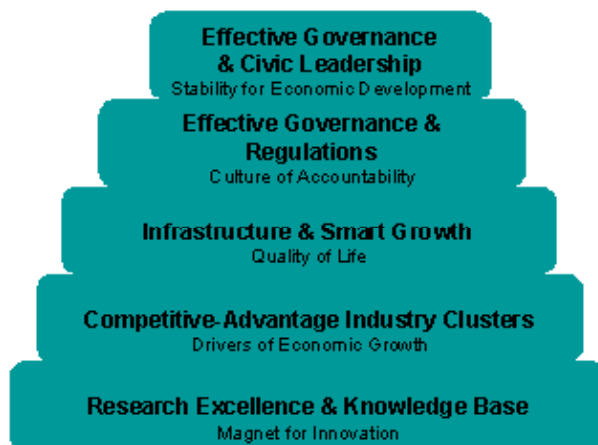 Effective Governance
& Civic Leadership
Stability for Economic Development
Effective Governance &
Regulations
Culture of Accountability
Infrastructure & Smart Growth
Quality of Life
Competitive-Advantage Industry Clusters
Drivers of Economic Growth
Research Excellence & Knowledge Base
Magnet for Innovation